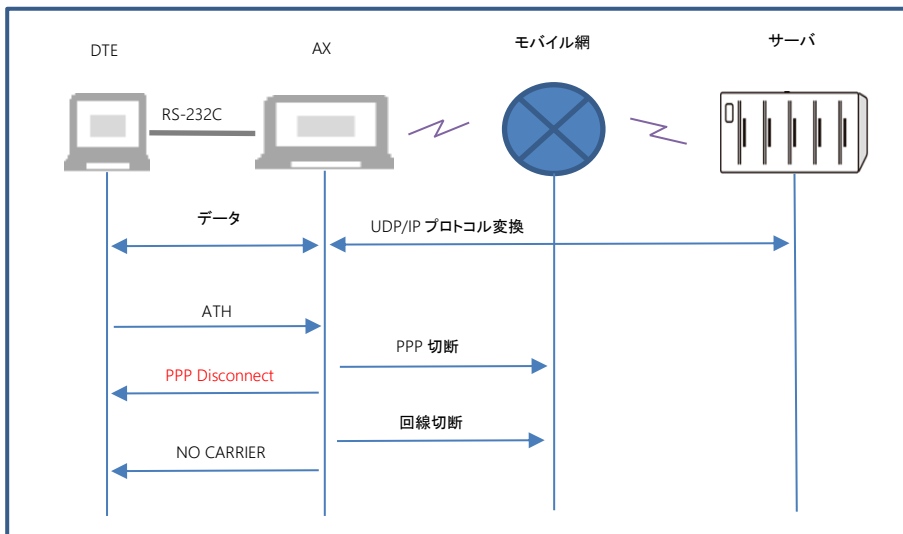 DTE
AX
モバイル網
サーバ
RS-232C
データ
UDP/IP プロトコル変換
ATH
PPP 切断
PPP Disconnect
回線切断
NO CARRIER